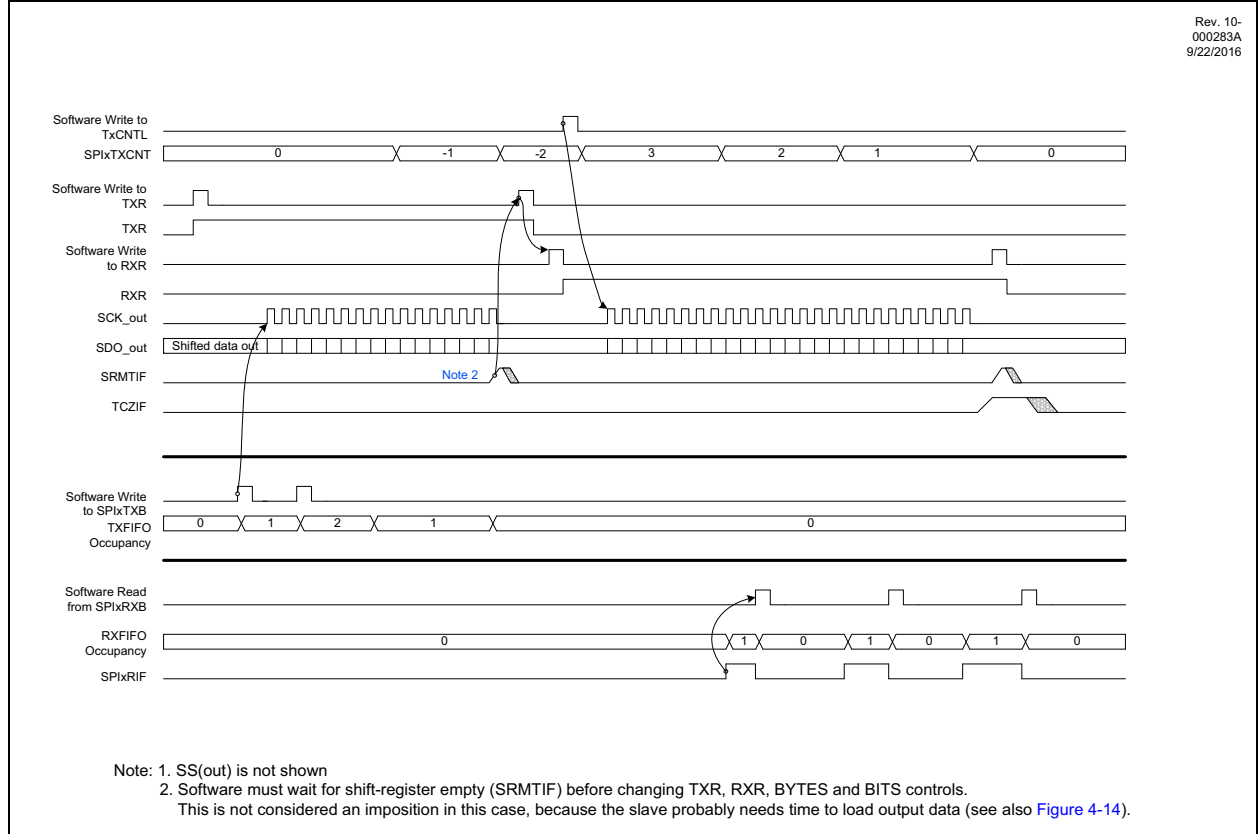 Rev. 10-
000283A
9/22/2016
Software Write to
TxCNTL
SPIxTXCNT
0
-1
-2
3
2
1
0
Software Write to
TXR
TXR
Software Write
to RXR
RXR
SCK_out
SDO_out
Shifted data out
SRMTIF
Note 2
TCZIF
Software Write
to SPIxTXB
TXFIFO
Occupancy
0
1
2
1
0
Software Read
from SPIxRXB
RXFIFO
Occupancy
0
1
0
1
0
1
0
SPIxRIF
Note: 1. SS(out) is not shown
2. Software must wait for shift-register empty (SRMTIF) before changing TXR, RXR, BYTES and BITS controls.
This is not considered an imposition in this case, because the slave probably needs time to load output data (see also Figure 4-14).